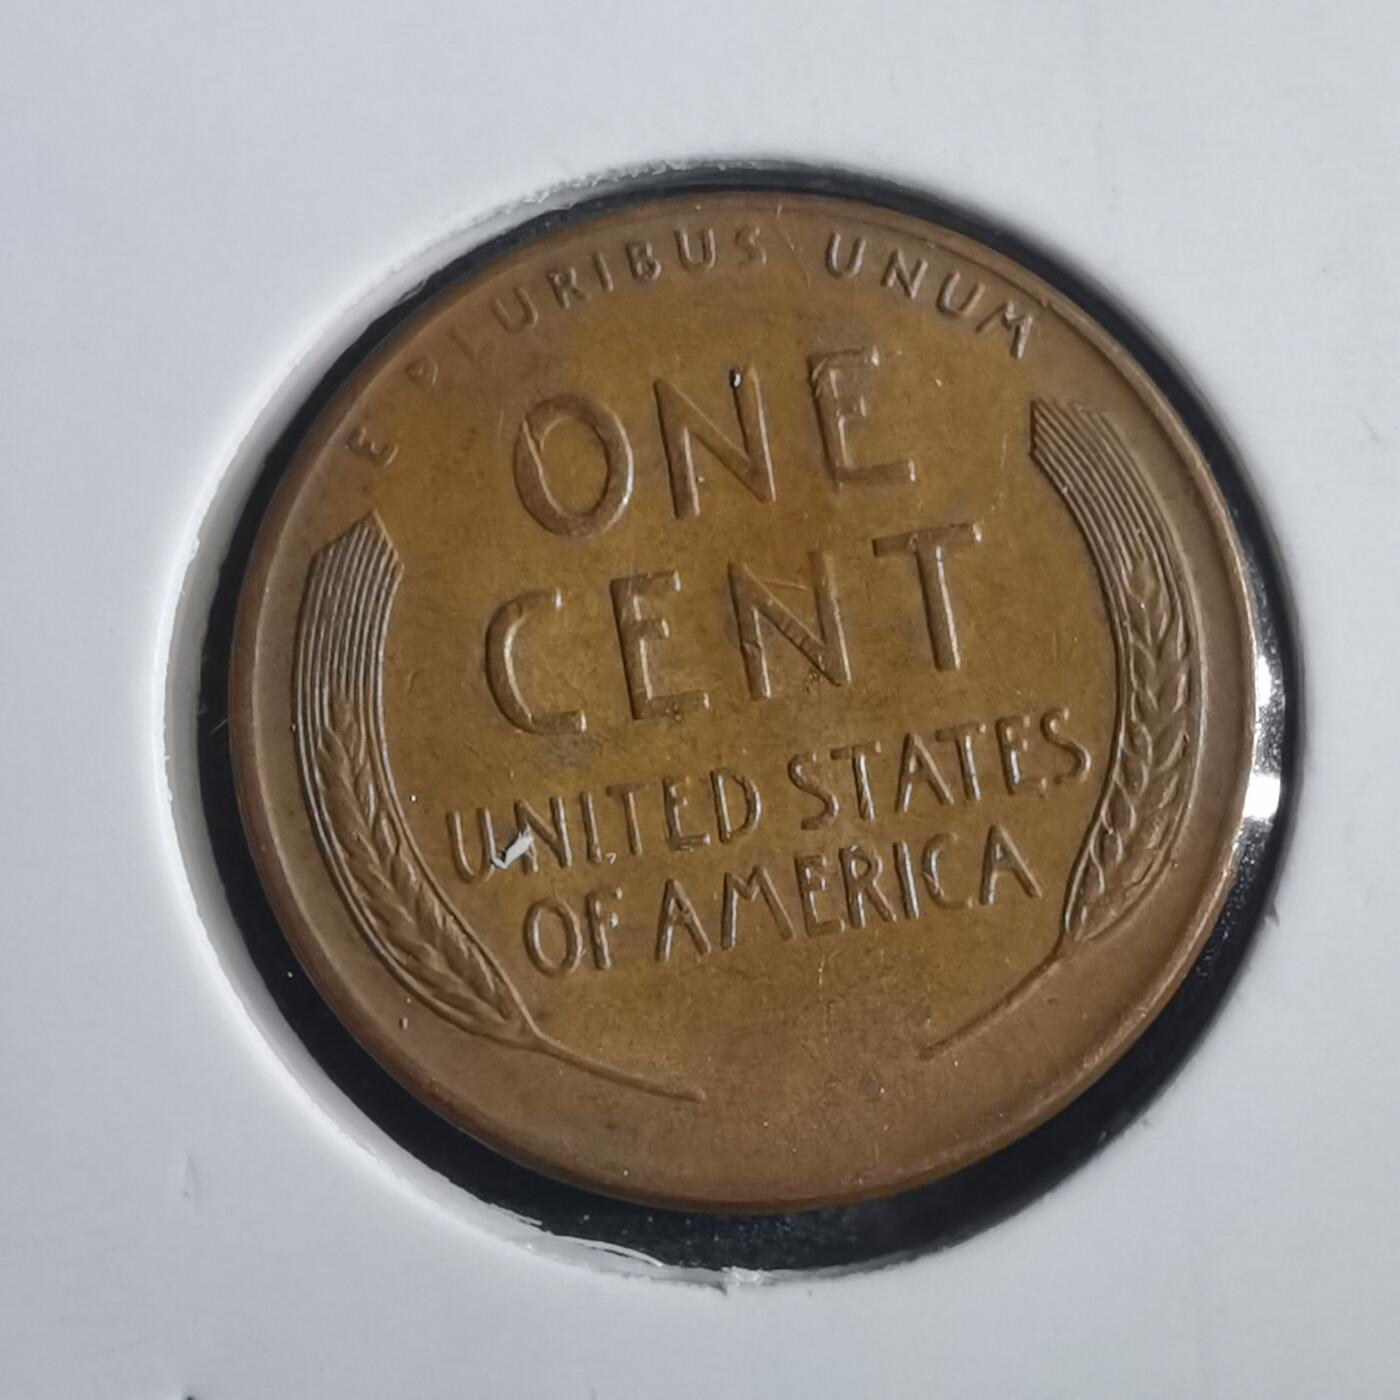 E PLURIBUS UNUM
ONE
CENT
UNITED STATES
OF AMERICA